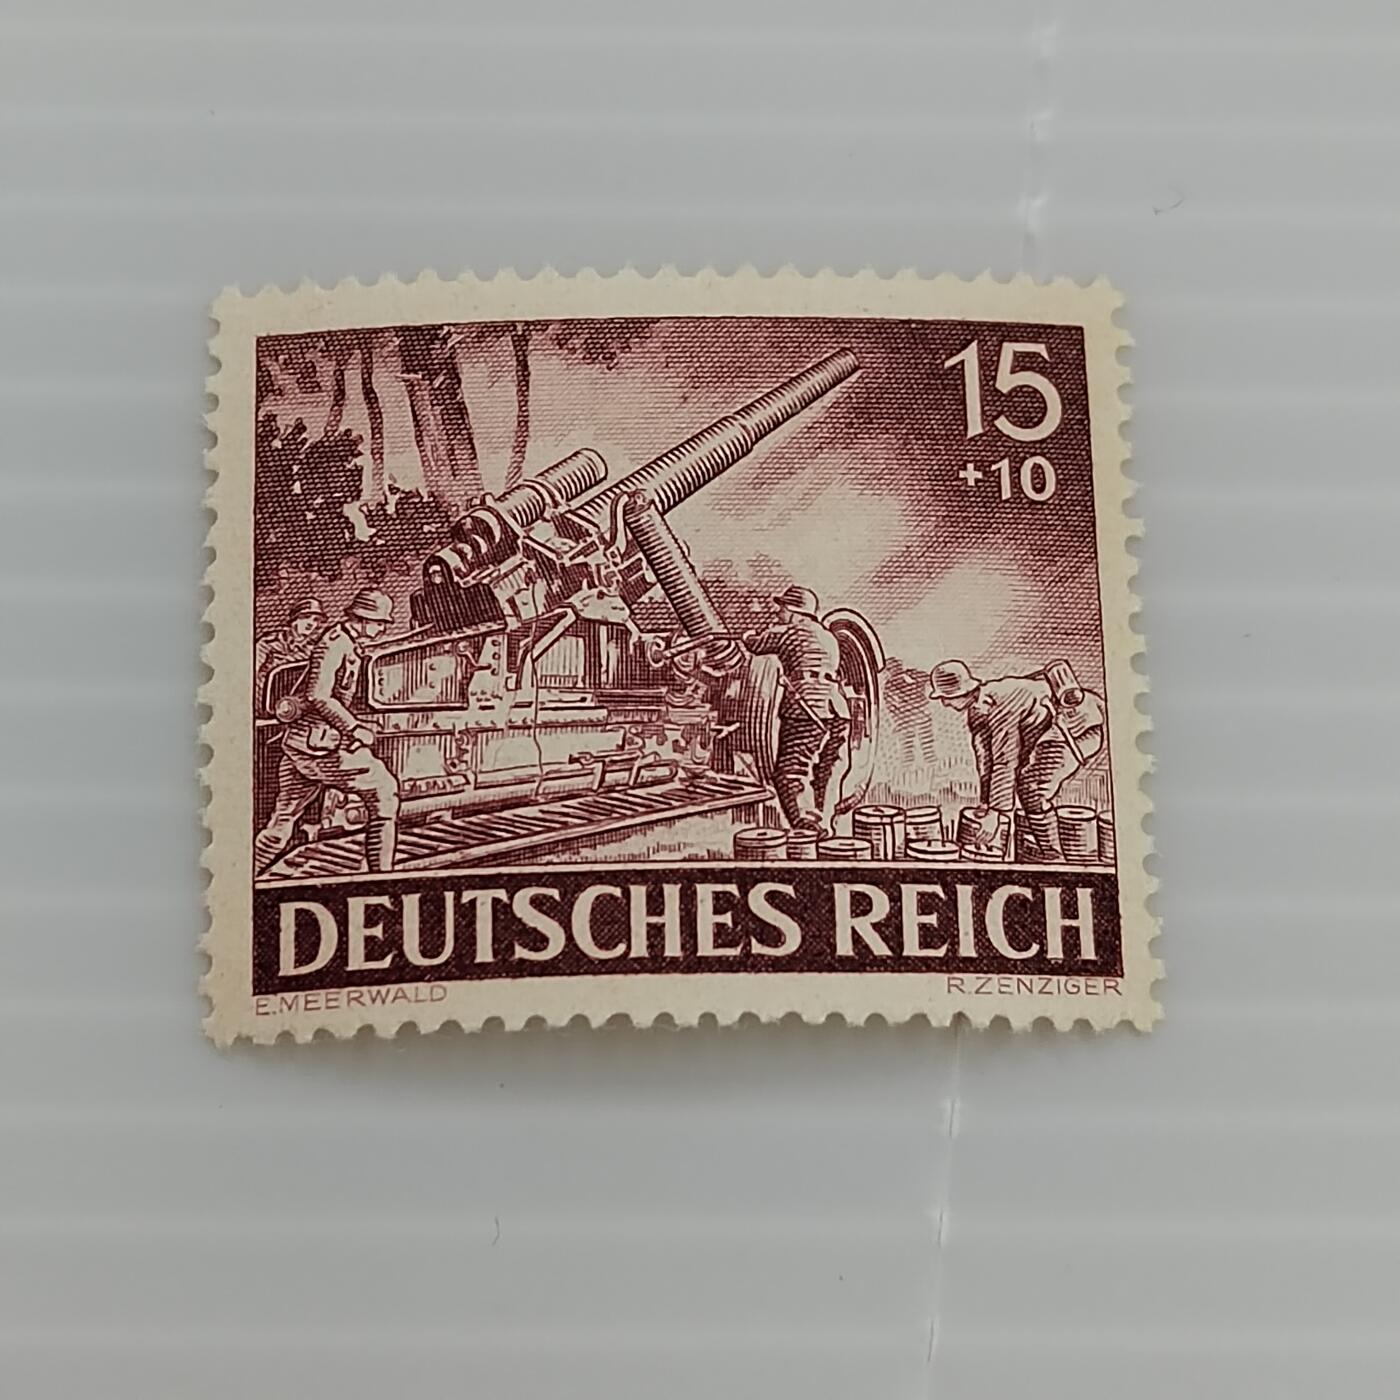 15
+10
DEUTSCHES REICH
E.MEERWALD
R.ZENZIGER